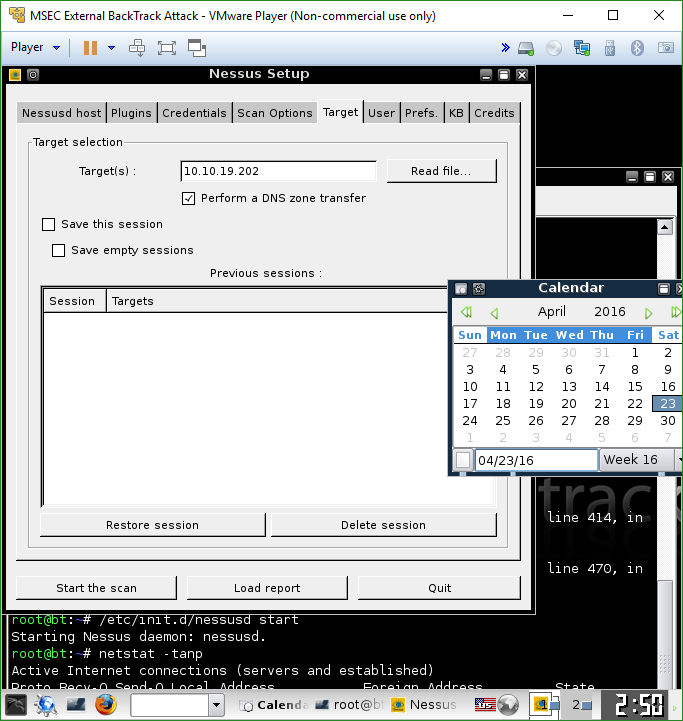 MSEC External BackTrack Attack - VMware Player (Non-commercial use only)
Player
Nessus Setup
Nessusd host Plugins Credentials Scan Options Target User Prefs. KB Credits
Target selection
Target(s) : 10.10.19.202 Read file...
Perform a DNS zone transfer
Save this session
Save empty sessions
Previous sessions :
Session Targets
Restore session Delete session
Start the scan Load report Quit
Calendar
April 2016
Sun Mon Tue Wed Thu Fri Sat
27 28 29 30 31 1 2
3 4 5 6 7 8 9
10 11 12 13 14 15 16
17 18 19 20 21 22 23
24 25 26 27 28 29 30
1 2 3 4 5 6 7
04/23/16 Week 16
track
line 414, in
line 470, in
root@bt:~# /etc/init.d/nessusd start
Starting Nessus daemon: nessusd.
root@bt:~# netstat -tanp
Active Internet connections (servers and established)
Proto Recv-Q Send-Q Local Address Foreign Address State
Calenda root@b Nessus 1 2 2:50